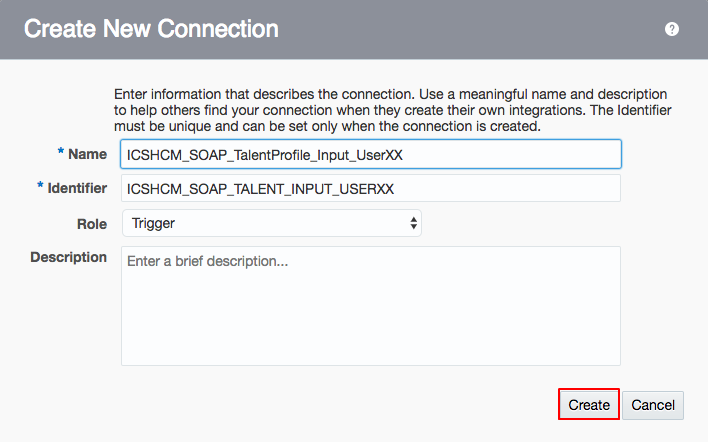 Create New Connection
?
Enter information that describes the connection. Use a meaningful name and description
to help others find your connection when they create their own integrations. The Identifier
must be unique and can be set only when the connection is created.
* Name ICSHCM_SOAP_TalentProfile_Input_UserXX
* Identifier ICSHCM_SOAP_TALENT_INPUT_USERXX
Role Trigger
Description Enter a brief description...
Create Cancel